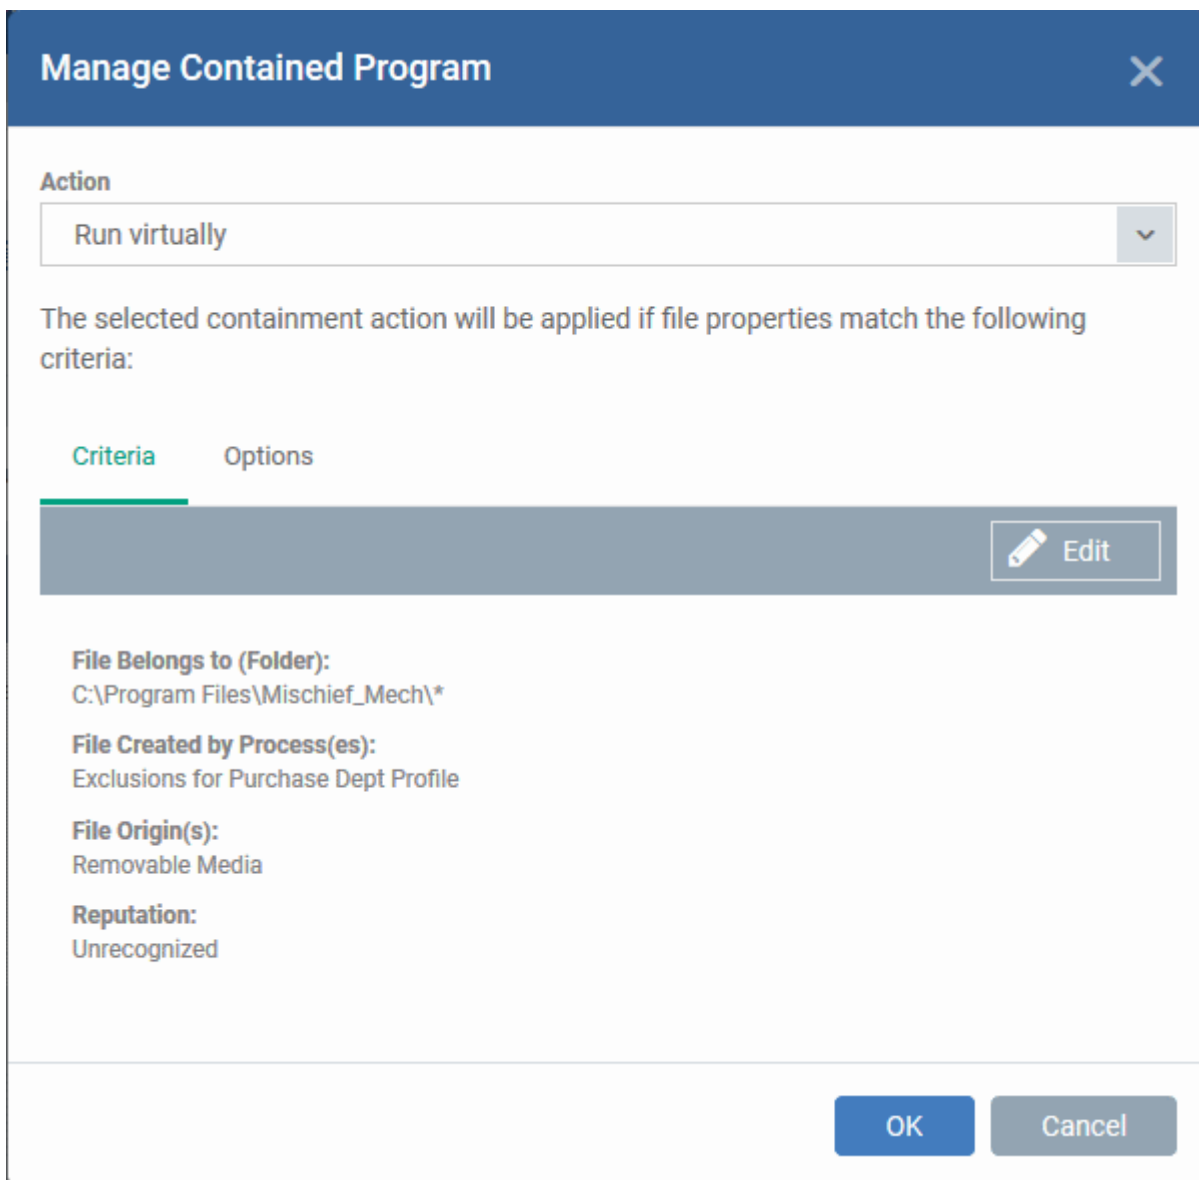 Manage Contained Program
Action
Run virtually
The selected containment action will be applied if file properties match the following
criteria:
Criteria
Options
Edit
File Belongs to (Folder):
C:\Program Files\Mischief_Mech\*
File Created by Process(es):
Exclusions for Purchase Dept Profile
File Origin(s):
Removable Media
Reputation:
Unrecognized
OK
Cancel